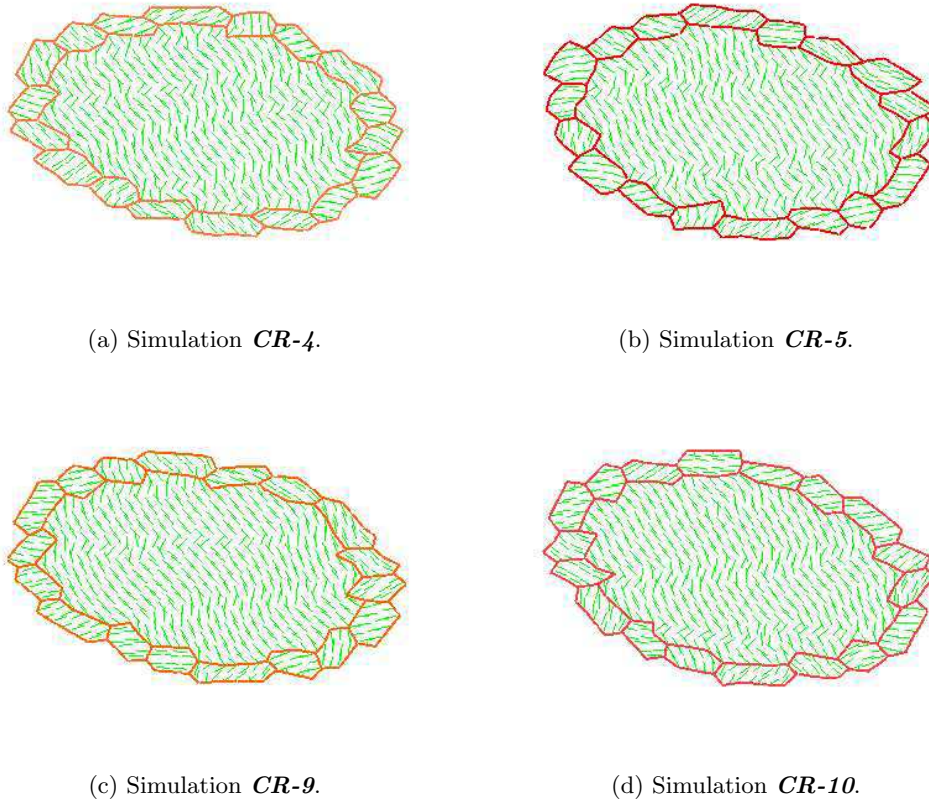 (a) Simulation CR-4.
(b) Simulation CR-5.
(c) Simulation CR-9.
(d) Simulation CR-10.